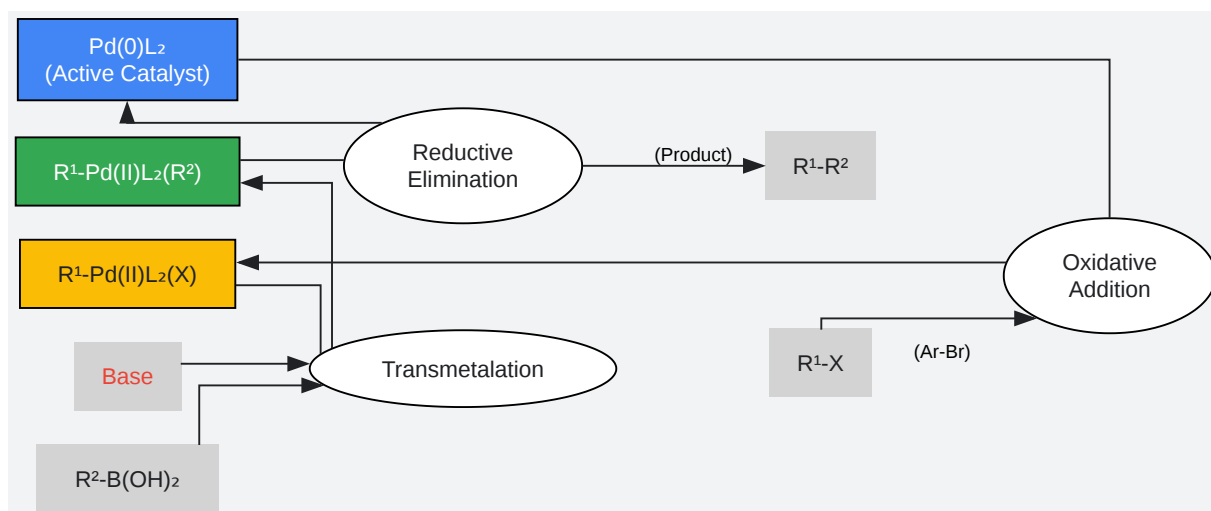 Pd(0)L₂
(Active Catalyst)
R¹-Pd(II)L₂(R²)
Reductive
Elimination
(Product)
R¹-R²
R¹-Pd(II)L₂(X)
Oxidative
Addition
Base
Transmetalation
R¹-X
(Ar-Br)
R²-B(OH)₂